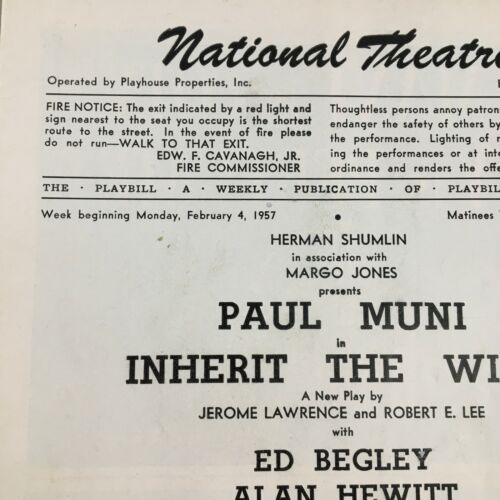 National Theatr
Operated by Playhouse Properties, Inc.
FIRE NOTICE: The exit indicated by a red light and
sign nearest to the seat you occupy is the shortest
route to the street. In the event of fire please
do not run—WALK TO THAT EXIT.
EDW. F. CAVANAGH, JR.
FIRE COMMISSIONER
Thoughtless persons annoy patron
endanger the safety of others by
the performance. Lighting of
ing the performances or at int
ordinance and renders the offe
THE · PLAYBILL · A · WEEKLY · PUBLICATION · OF · PLAYBIL
Week beginning Monday, February 4, 1957 • Matinees
HERMAN SHUMLIN
in association with
MARGO JONES
presents
PAUL MUNI
in
INHERIT THE WI
A New Play by
JEROME LAWRENCE and ROBERT E. LEE
with
ED BEGLEY
ALAN HEWITT